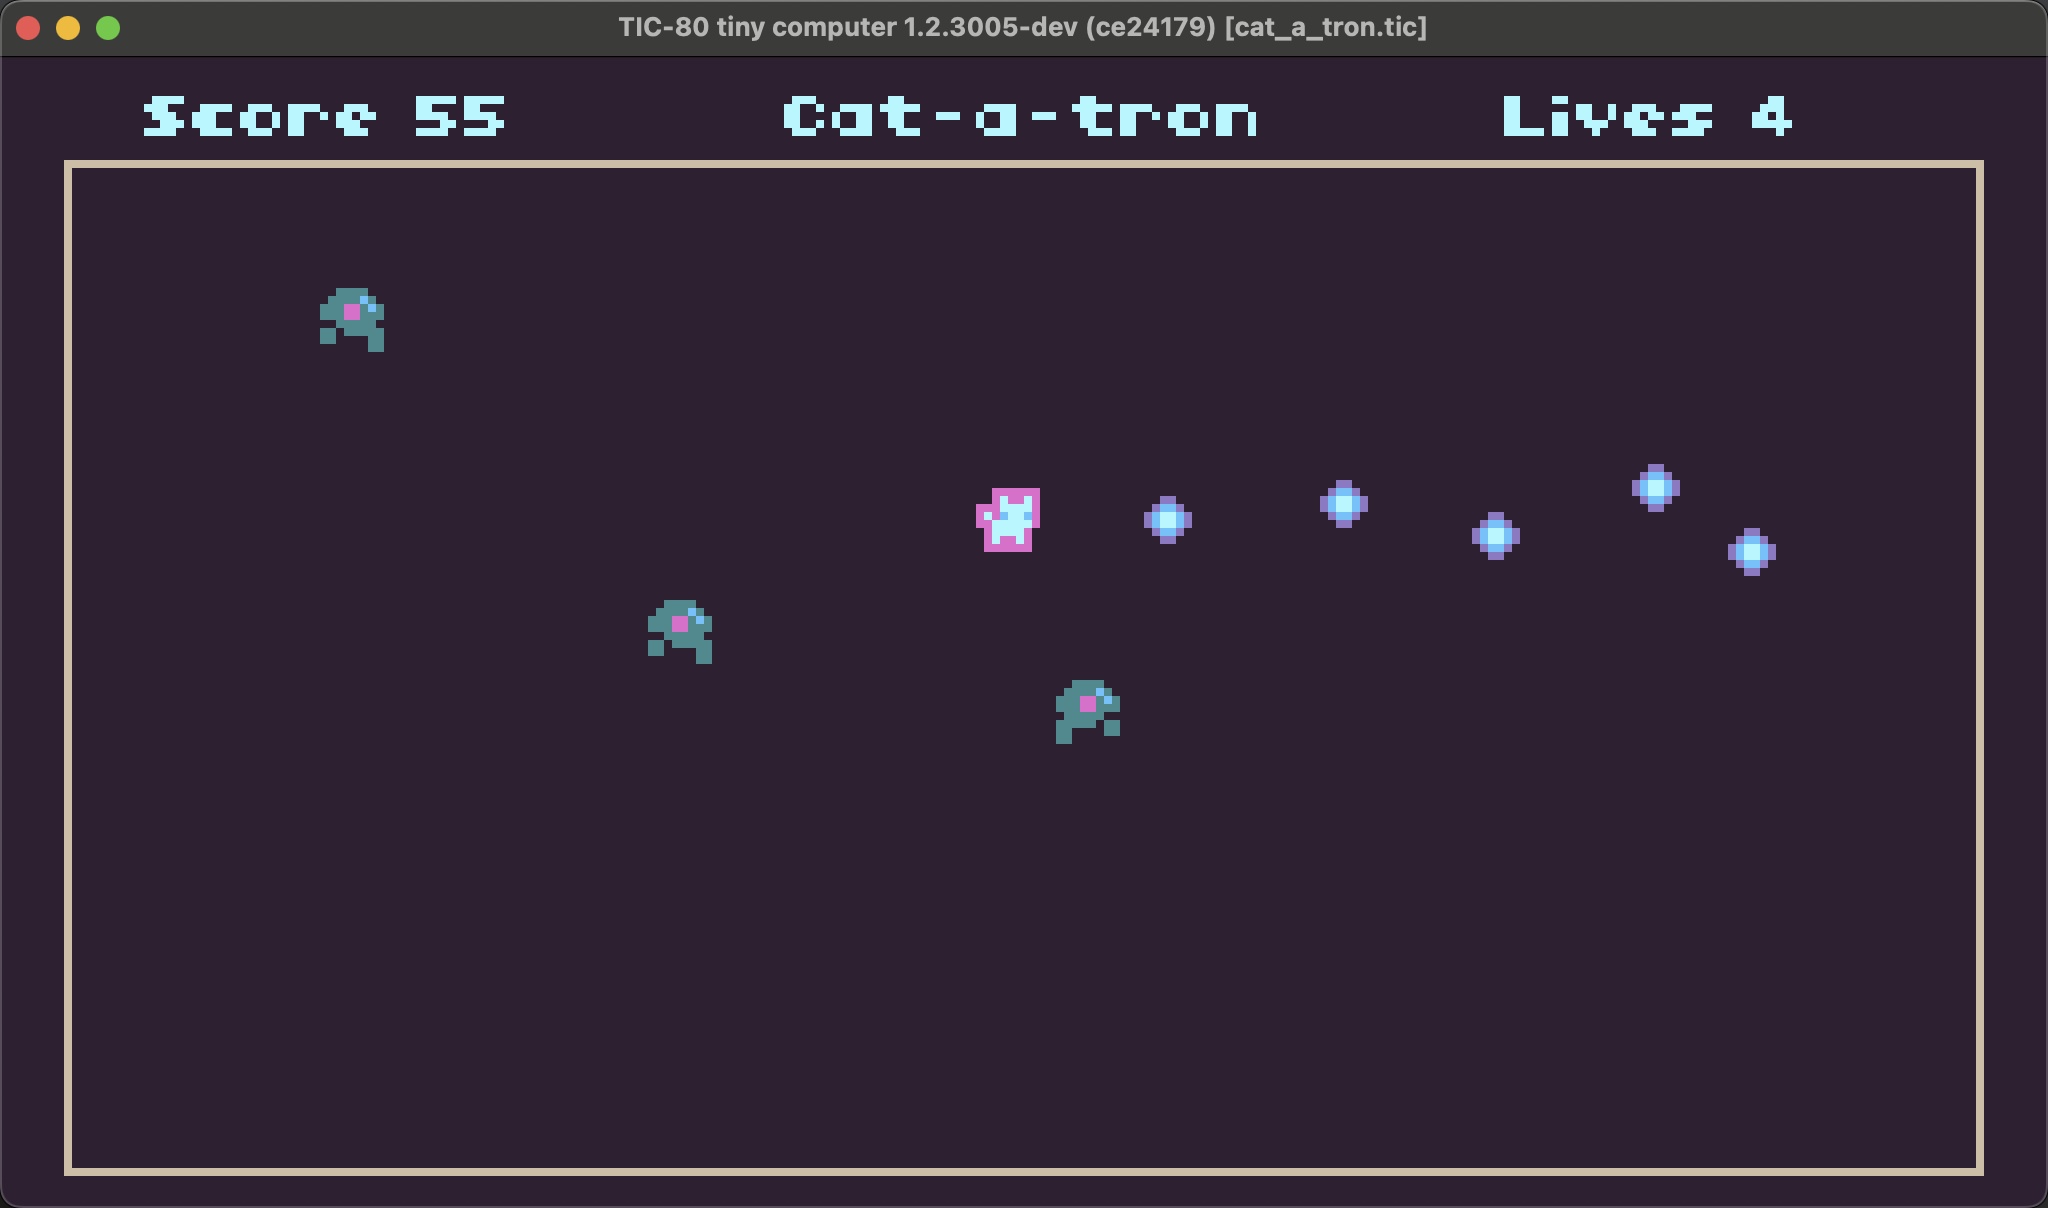 TIC-80 tiny computer 1.2.3005-dev (ce24179) [cat_a_tron.tic]
Score 55 Cat-a-tron Lives 4